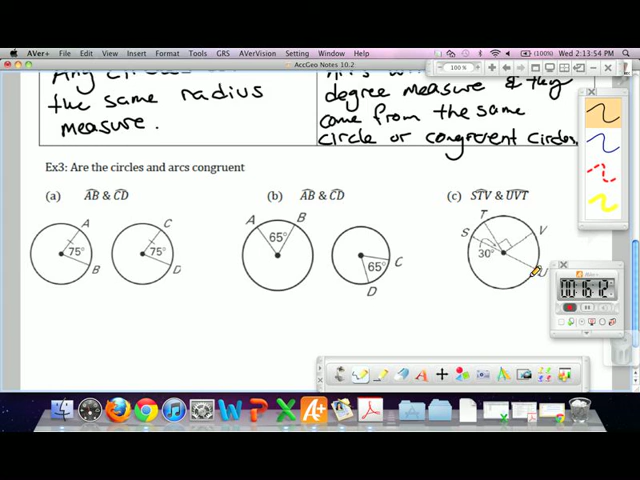 AVer+ File Edit View Insert Format Tools GRS AVerVision Setting Window Help (100%) Wed 2:13:54 PM
AccGeo Notes 10.2
100%
the same radius
measure.
degree measure & they
come from the same
circle or congruent circles.
Ex3: Are the circles and arcs congruent
(a) AB & CD
(b) AB & CD
(c) STV & UVT
A 75° B
C 75° D
A B 65°
65° C D
T S V 30° U
AVer+
00:16:12